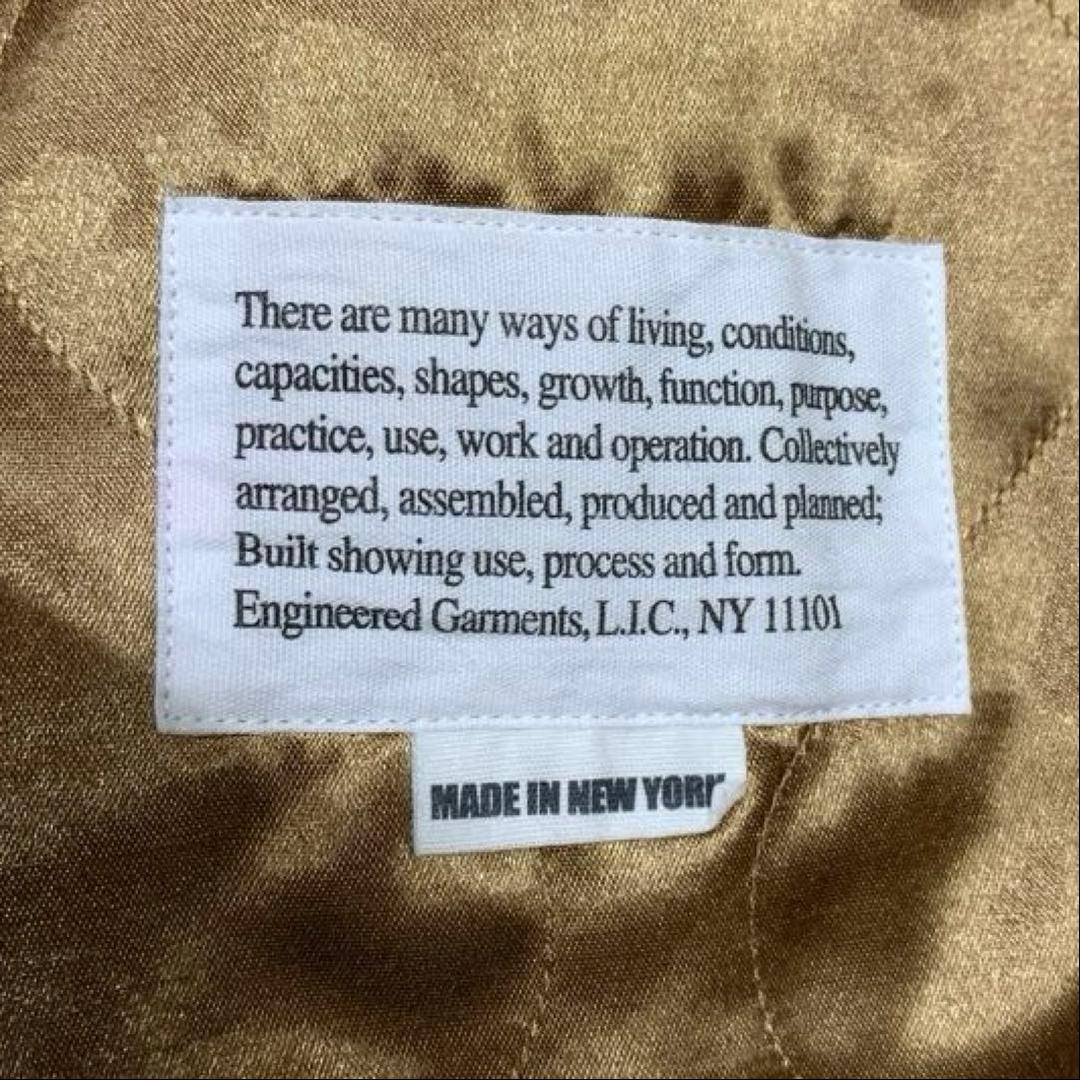 There are many ways of living, conditions,
capacities, shapes, growth, function, purpose,
practice, use, work and operation. Collectively
arranged, assembled, produced and planned;
Built showing use, process and form.
Engineered Garments, L.I.C., NY 11101
MADE IN NEW YORK